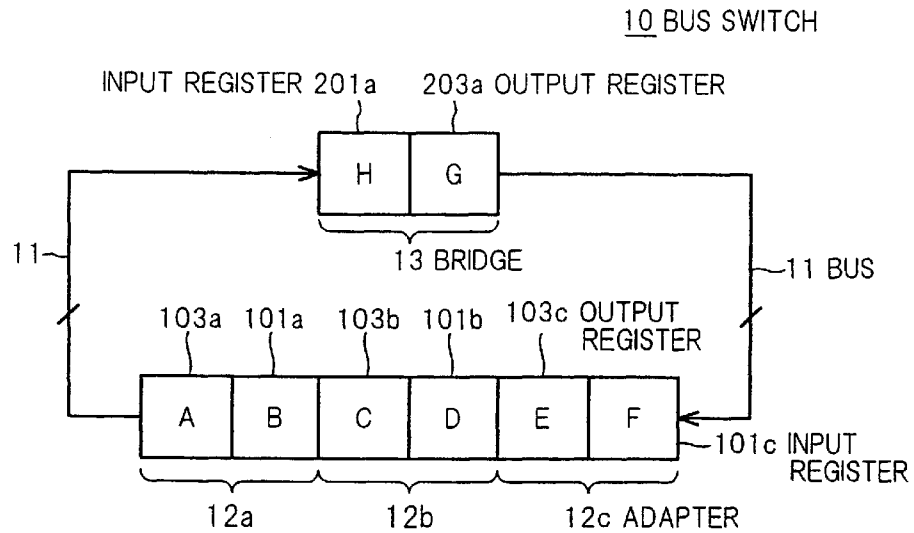 10 BUS SWITCH
INPUT REGISTER 201a
203a OUTPUT REGISTER
H
G
13 BRIDGE
11
11 BUS
103a
101a
103b
101b
103c OUTPUT
REGISTER
A
B
C
D
E
F
101c INPUT
REGISTER
12a
12b
12c ADAPTER